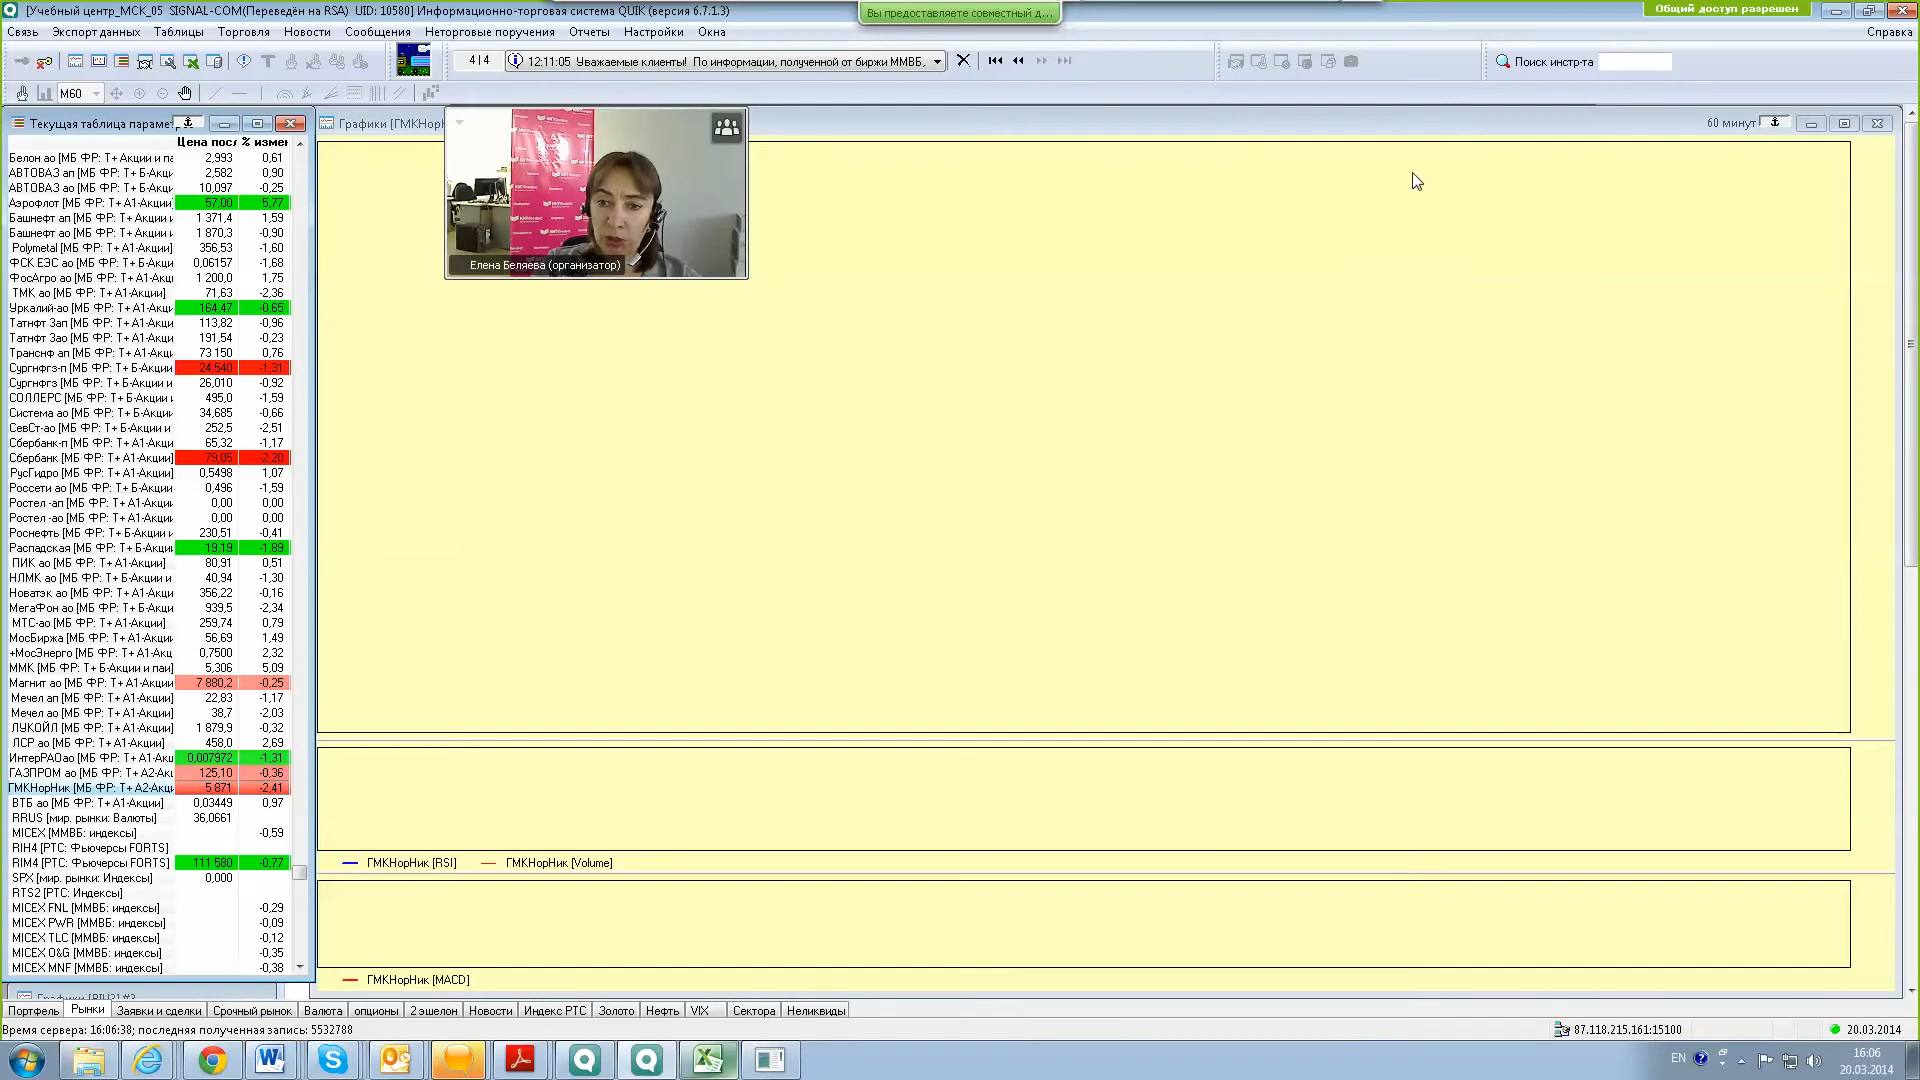 [Учебный центр_МСК_05 SIGNAL-COM(Переведён на RSA) UID: 10580] Информационно-торговая система QUIK (версия 6.7.1.3)
Вы предоставляете совместный д...
Общий доступ разрешен
Связь Экспорт данных Таблицы Торговля Новости Сообщения Неторговые поручения Отчеты Настройки Окна Справка
4|4 12:11:05 Уважаемые клиенты! По информации, полученной от биржи ММВБ,
Поиск инстр-та
M60
Текущая таблица параме
Графики [ГМКНорН
60 минут
Цена посл % измен
Белон ао [МБ ФР: Т+ Акции и па 2,993 0,61
АВТОВАЗ ап [МБ ФР: Т+ Б-Акци 2,582 0,90
АВТОВАЗ ао [МБ ФР: Т+ Б-Акци 10,097 -0,25
Аэрофлот [МБ ФР: Т+ А1-Акции] 57,00 5,77
Башнефт ап [МБ ФР: Т+ Акции и 1 371,4 1,59
Башнефт ао [МБ ФР: Т+ Акции и 1 870,3 -0,90
Polymetal [МБ ФР: Т+ А1-Акции] 356,53 -1,60
ФСК ЕЭС ао [МБ ФР: Т+ А1-Акци 0,06157 -1,68
ФосАгро ао [МБ ФР: Т+ А1-Акци 1 200,0 1,75
ТМК ао [МБ ФР: Т+ А1-Акции] 71,63 -2,36
Уркалий-ао [МБ ФР: Т+ А1-Акци 164,47 -0,65
Татнфт 3ап [МБ ФР: Т+ А1-Акци 113,82 -0,96
Татнфт 3ао [МБ ФР: Т+ А1-Акци 191,54 -0,23
Транснф ап [МБ ФР: Т+ А1-Акци 73 150 0,76
Сургнфгз-п [МБ ФР: Т+ Б-Акции 24,540 -1,31
Сургнфгз [МБ ФР: Т+ Б-Акции и 26,010 -0,92
СОЛЛЕРС [МБ ФР: Т+ Б-Акции и 495,0 -1,59
Система ао [МБ ФР: Т+ Б-Акции 34,685 -0,66
СевСт-ао [МБ ФР: Т+ Б-Акции и 252,5 -2,51
Сбербанк-п [МБ ФР: Т+ А1-Акци 65,32 -1,17
Сбербанк [МБ ФР: Т+ А1-Акции] 79,05 -2,20
РусГидро [МБ ФР: Т+ А1-Акции] 0,5498 1,07
Россети ао [МБ ФР: Т+ А1-Акци 0,496 -1,59
Ростел -ап [МБ ФР: Т+ А1-Акци 0,00 0,00
Ростел -ао [МБ ФР: Т+ А1-Акци 0,00 0,00
Роснефть [МБ ФР: Т+ Б-Акции и 230,51 -0,41
Распадская [МБ ФР: Т+ Б-Акции 19,19 -1,89
ПИК ао [МБ ФР: Т+ А1-Акции] 80,91 0,51
НЛМК ао [МБ ФР: Т+ Б-Акции и 40,94 -1,30
Новатэк ао [МБ ФР: Т+ А1-Акци 356,22 -0,16
МегаФон ао [МБ ФР: Т+ Б-Акци 939,5 -2,34
МТС-ао [МБ ФР: Т+ А1-Акции] 259,74 0,79
МосБиржа [МБ ФР: Т+ А1-Акции 56,69 1,49
+МосЭнерго [МБ ФР: Т+ А1-Акц 0,7500 2,32
ММК [МБ ФР: Т+ Б-Акции и паи] 5,306 5,09
Магнит ао [МБ ФР: Т+ А1-Акции 7 880,2 -0,25
Мечел ап [МБ ФР: Т+ А1-Акции] 22,83 -1,17
Мечел ао [МБ ФР: Т+ А1-Акции] 38,7 -2,03
ЛУКОЙЛ [МБ ФР: Т+ А1-Акции] 1 879,9 -0,32
ЛСР ао [МБ ФР: Т+ А1-Акции] 458,0 2,69
ИнтерРАОао [МБ ФР: Т+ А1-Акц 0,007972 -1,31
ГАЗПРОМ ао [МБ ФР: Т+ А2-Акц 125,10 -0,36
ГМКНорНик [МБ ФР: Т+ А2-Акци 5 871 -2,41
ВТБ ао [МБ ФР: Т+ А1-Акции] 0,03449 0,97
RRUS [мир. рынки: Валюты] 36,0661
MICEX [ММВБ: индексы] -0,59
RIH4 [РТС: Фьючерсы FORTS]
RIM4 [РТС: Фьючерсы FORTS] 111 580 -0,77
SPX [мир. рынки: Индексы] 0,000
RTS2 [РТС: Индексы]
MICEX FNL [ММВБ: индексы] -0,29
MICEX PWR [ММВБ: индексы] -0,09
MICEX TLC [ММВБ: индексы] -0,12
MICEX O&G [ММВБ: индексы] -0,35
MICEX MNF [ММВБ: индексы] -0,38
Елена Беляева (организатор)
ГМКНорНик [RSI] ГМКНорНик [Volume]
ГМКНорНик [MACD]
Портфель Рынки Заявки и сделки Срочный рынок Валюта опционы 2 эшелон Новости Индекс РТС Золото Нефть VIX Сектора Неликвиды
Время сервера: 16:06:38; последняя полученная запись: 5532788
87.118.215.161:15100
20.03.2014
EN
16:06
20.03.2014